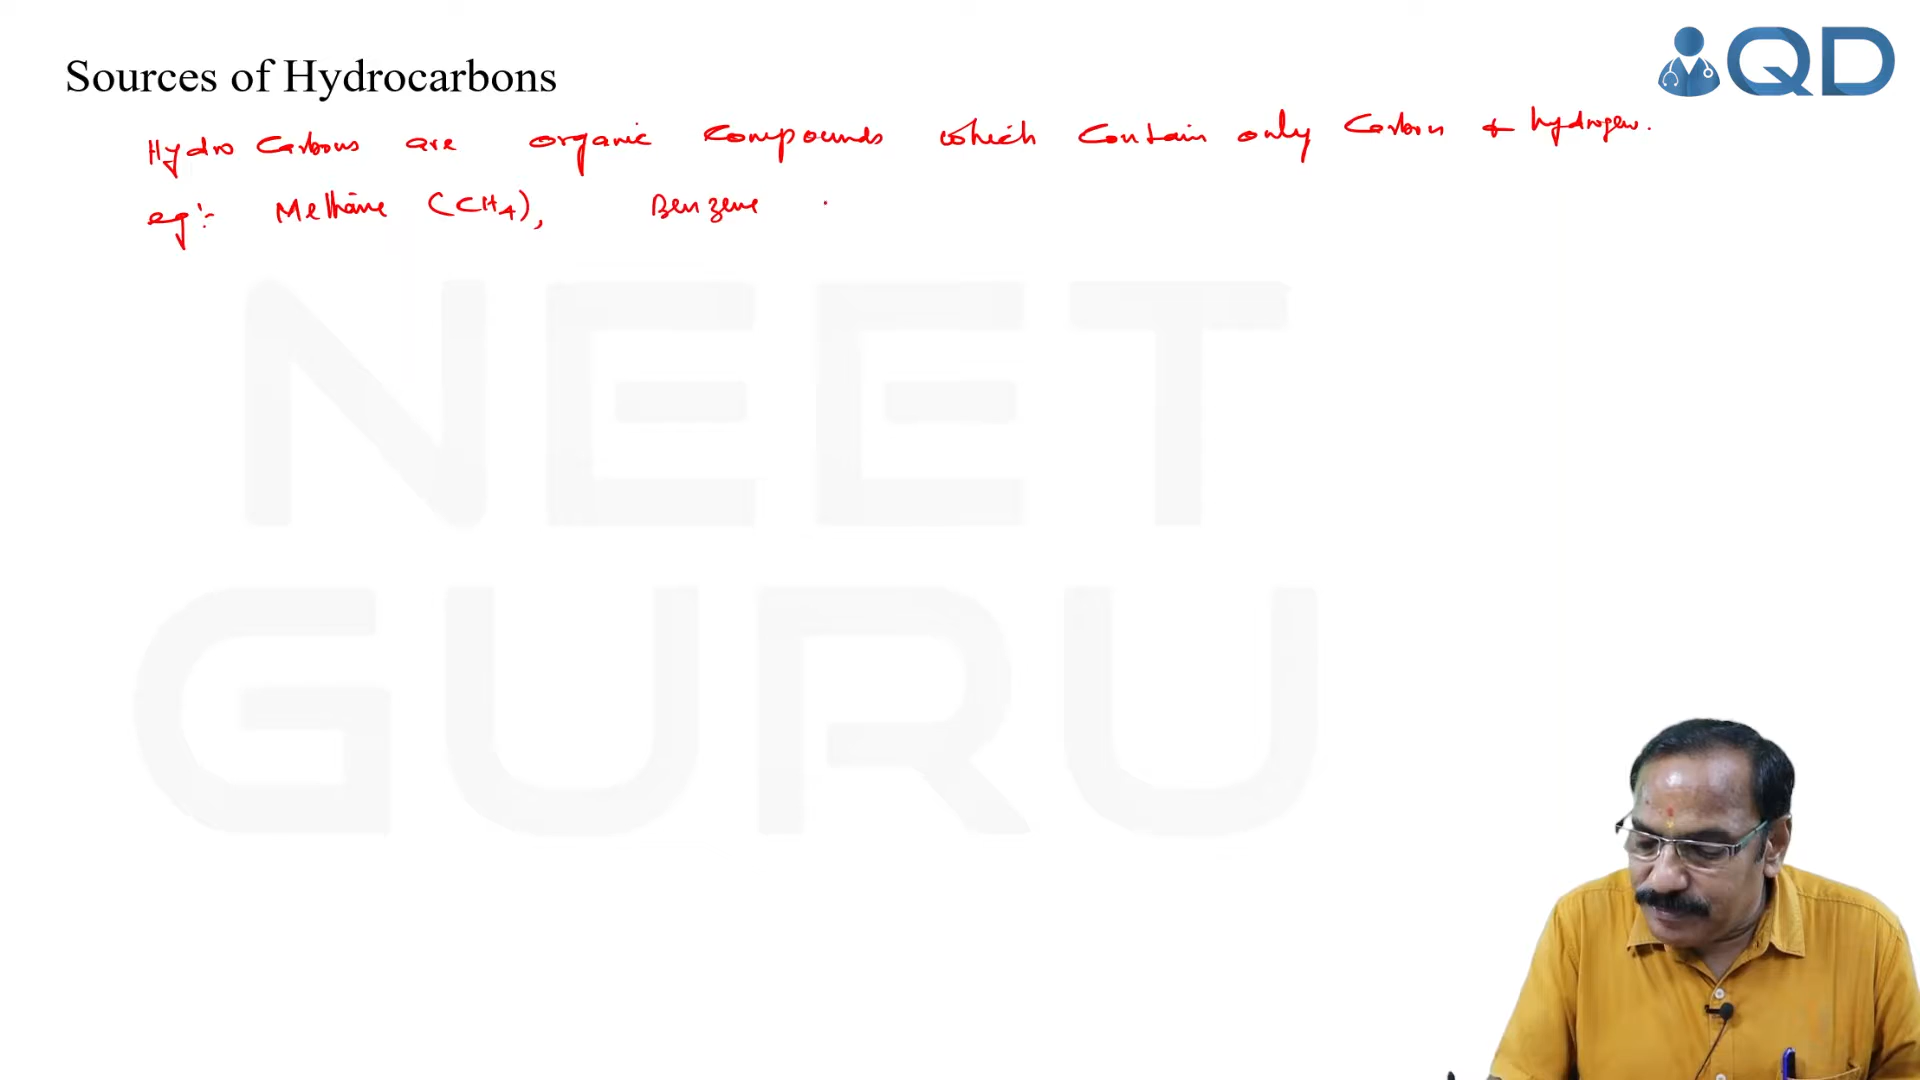 QD
Sources of Hydrocarbons
Hydro Carbons are organic compounds which contain only Carbon & hydrogen.
eg:- Methane (CH4), Benzene
NEET
GURU